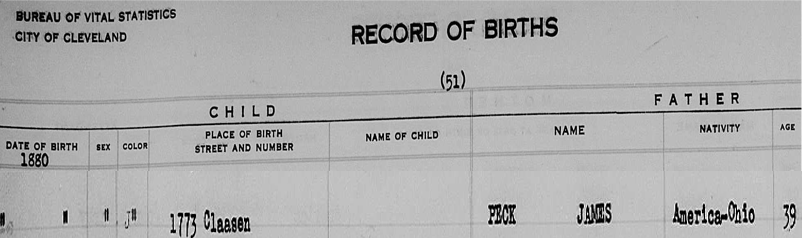 BUREAU OF VITAL STATISTICS
CITY OF CLEVELAND
RECORD OF BIRTHS
(51)
CHILD FATHER
DATE OF BIRTH SEX COLOR PLACE OF BIRTH STREET AND NUMBER NAME OF CHILD NAME NATIVITY AGE
1880
" " " " 1773 Claasen PECK JAMES America-Ohio 39